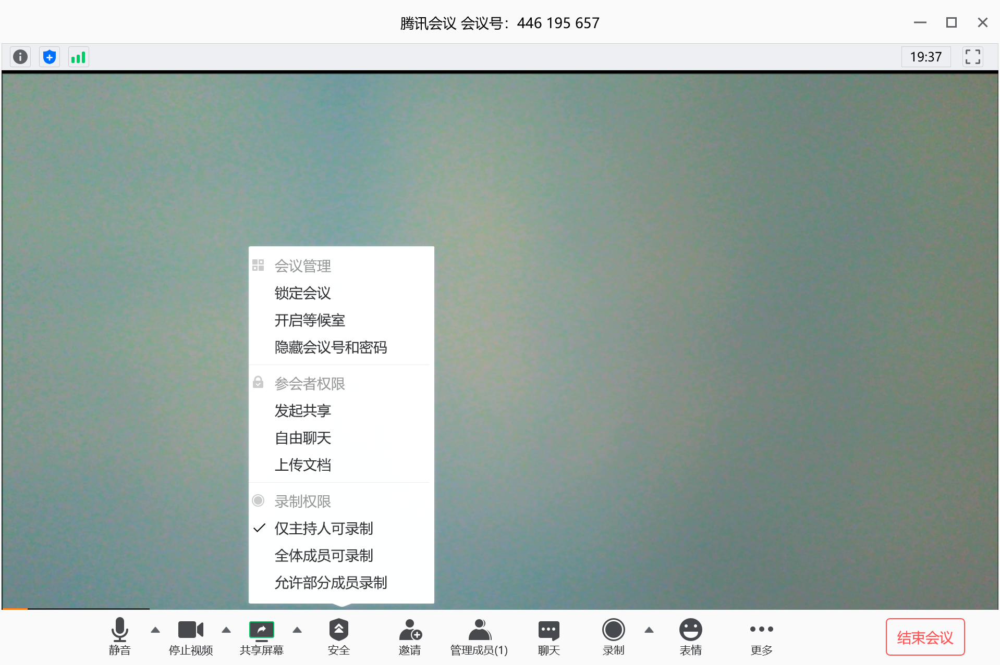 腾讯会议 会议号：446 195 657
19:37
会议管理
锁定会议
开启等候室
隐藏会议号和密码
参会者权限
发起共享
自由聊天
上传文档
录制权限
仅主持人可录制
全体成员可录制
允许部分成员录制
静音 停止视频 共享屏幕 安全 邀请 管理成员(1) 聊天 录制 表情 更多 结束会议